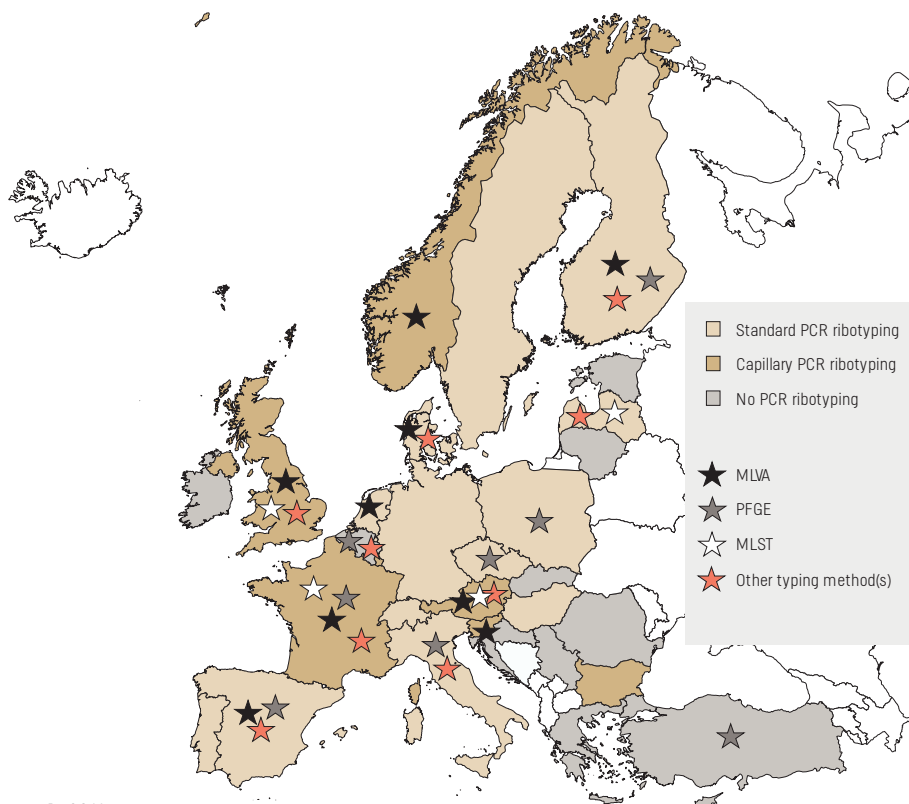 Standard PCR ribotyping
Capillary PCR ribotyping
No PCR ribotyping
MLVA
PFGE
MLST
Other typing method(s)